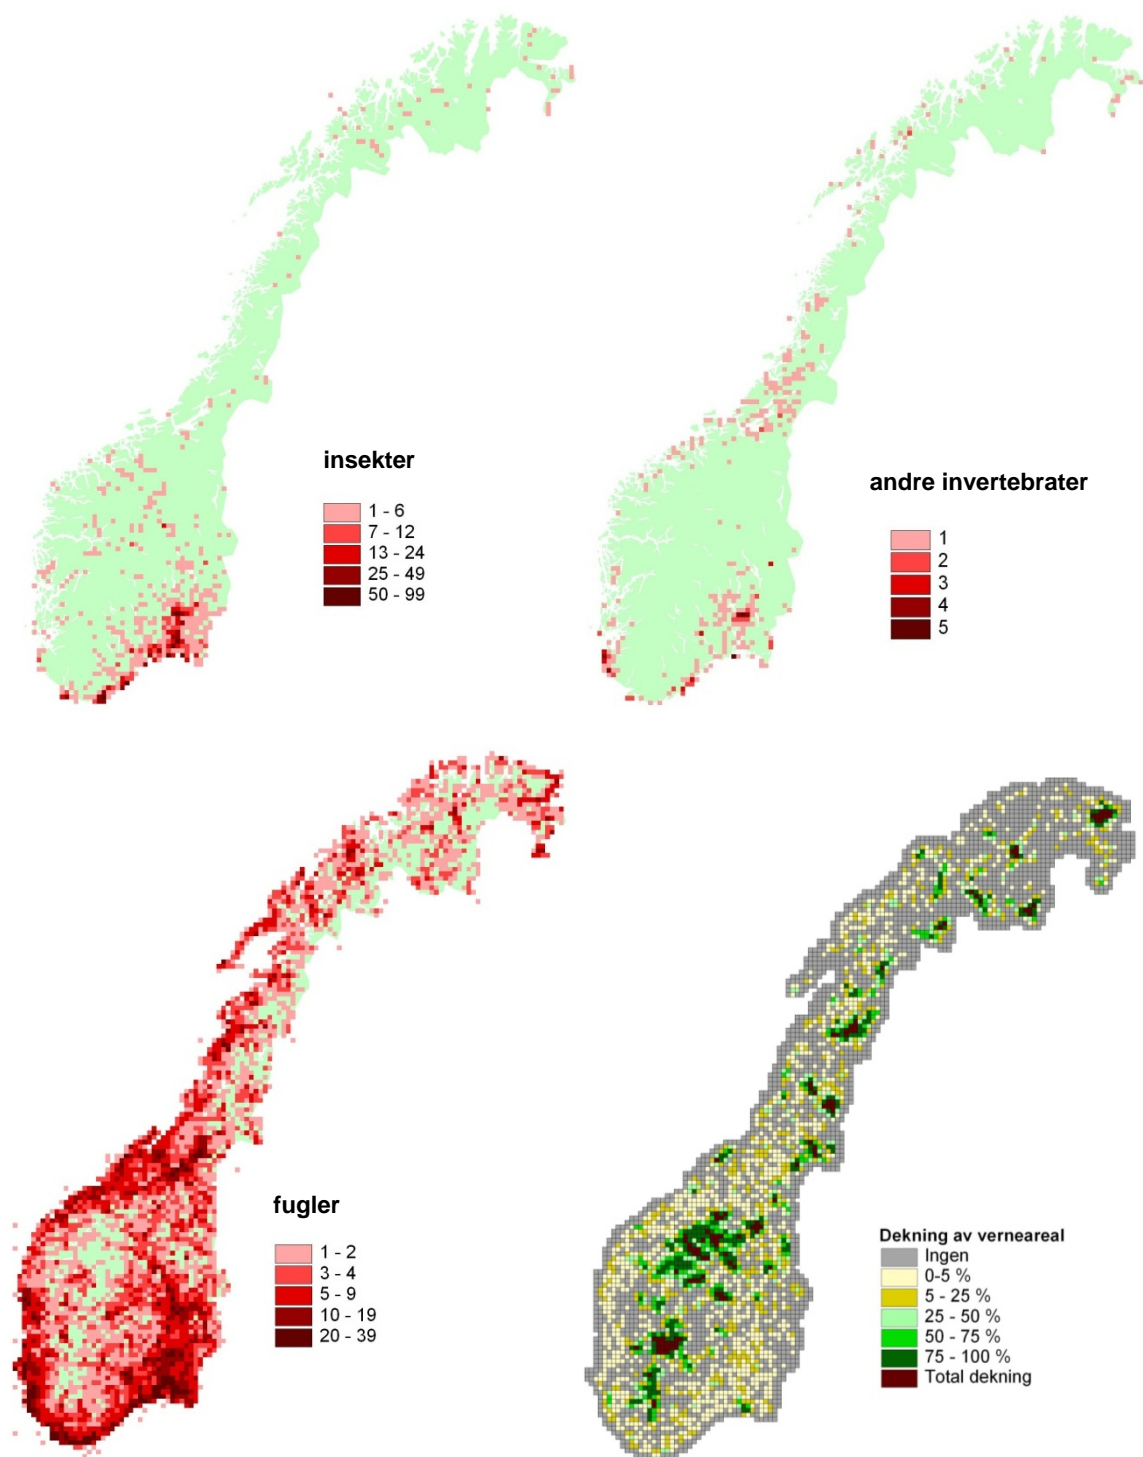 insekter
1 - 6
7 - 12
13 - 24
25 - 49
50 - 99
andre invertebrater
1
2
3
4
5
fugler
1 - 2
3 - 4
5 - 9
10 - 19
20 - 39
Dekning av verneareal
Ingen
0-5 %
5 - 25 %
25 - 50 %
50 - 75 %
75 - 100 %
Total dekning